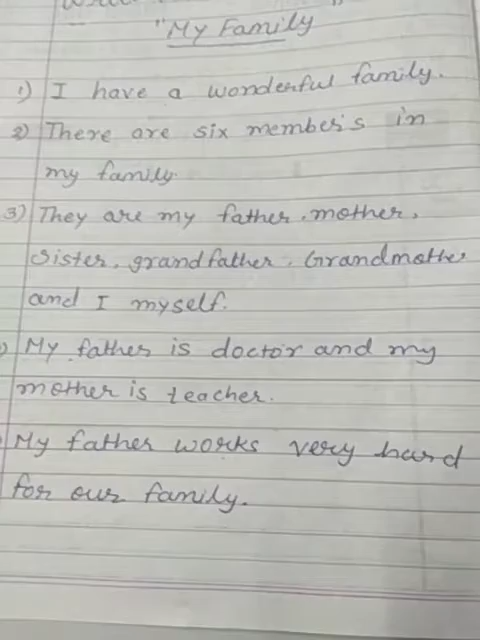 "My Family
1) I have a wonderful family.
2) There are six member's in
my family.
3) They are my father, mother,
sister, grandfather, Grandmother
and I myself.
) My father is doctor and my
mother is teacher.
My father works very hard
for our family.